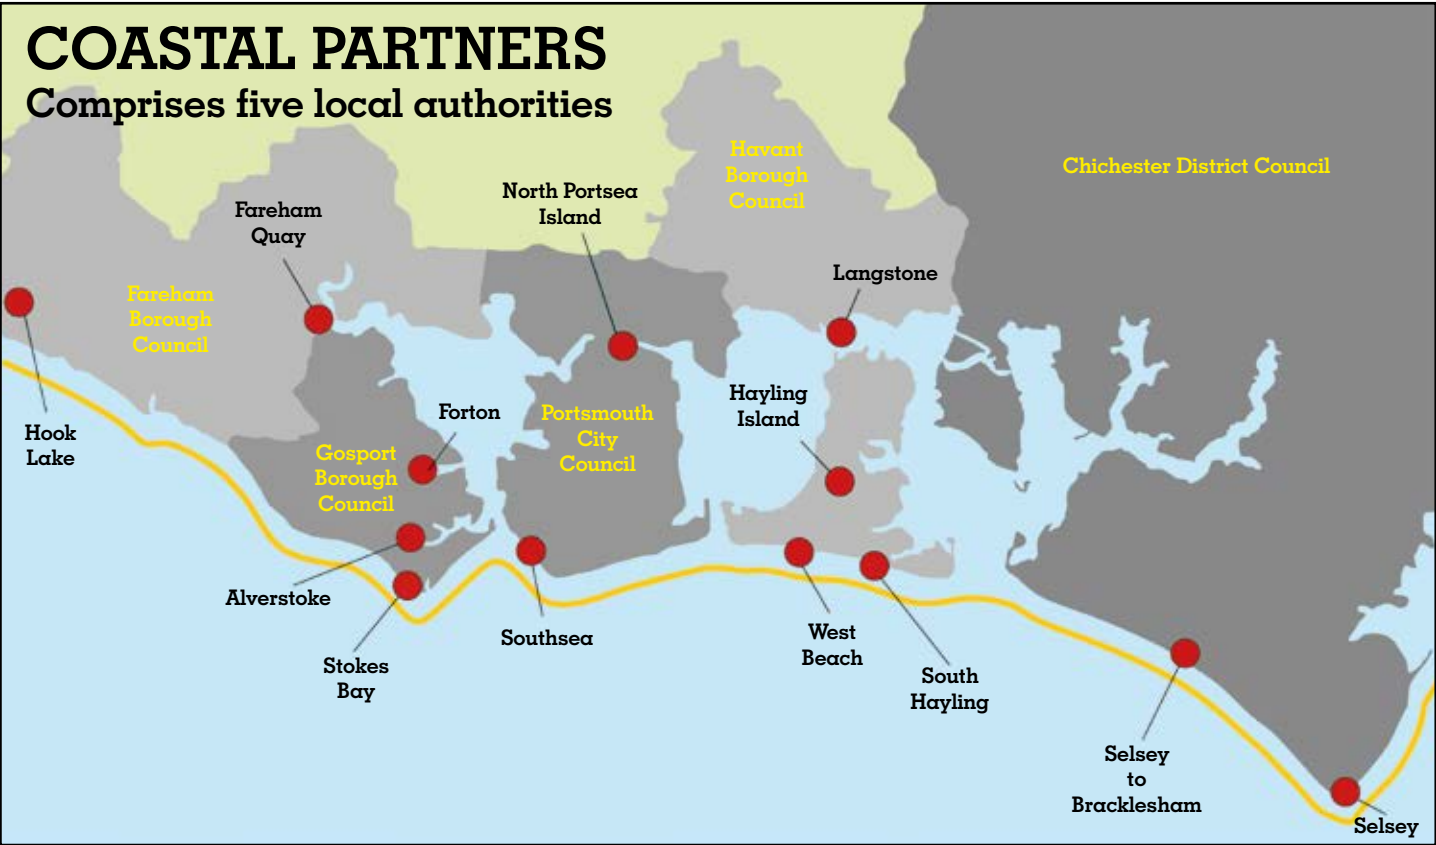 COASTAL PARTNERS
Comprises five local authorities
Havant
Borough
Council
Chichester District Council
North Portsea
Island
Fareham
Quay
Langstone
Fareham
Borough
Council
Hayling
Island
Forton
Portsmouth
City
Council
Hook
Lake
Gosport
Borough
Council
Alverstoke
Southsea
West
Beach
Stokes
Bay
South
Hayling
Selsey
to
Bracklesham
Selsey